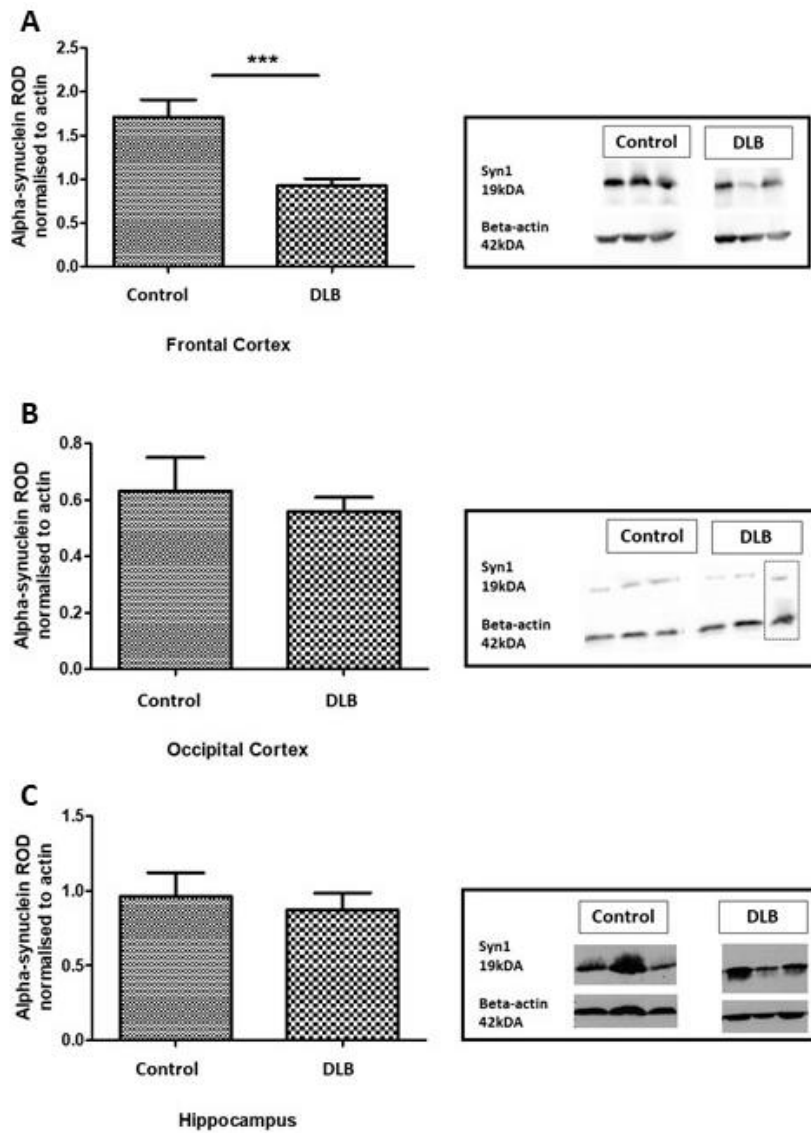 A
Alpha-synuclein ROD
normalised to actin
2.5
2.0
1.5
1.0
0.5
0.0
***
Control DLB
Frontal Cortex
Control DLB
Syn1
19kDA
Beta-actin
42kDA
B
Alpha-synuclein ROD
normalised to actin
0.8
0.6
0.4
0.2
0.0
Control DLB
Occipital Cortex
Control DLB
Syn1
19kDA
Beta-actin
42kDA
C
Alpha-synuclein ROD
normalised to actin
1.5
1.0
0.5
0.0
Control DLB
Hippocampus
Control DLB
Syn1
19kDA
Beta-actin
42kDA